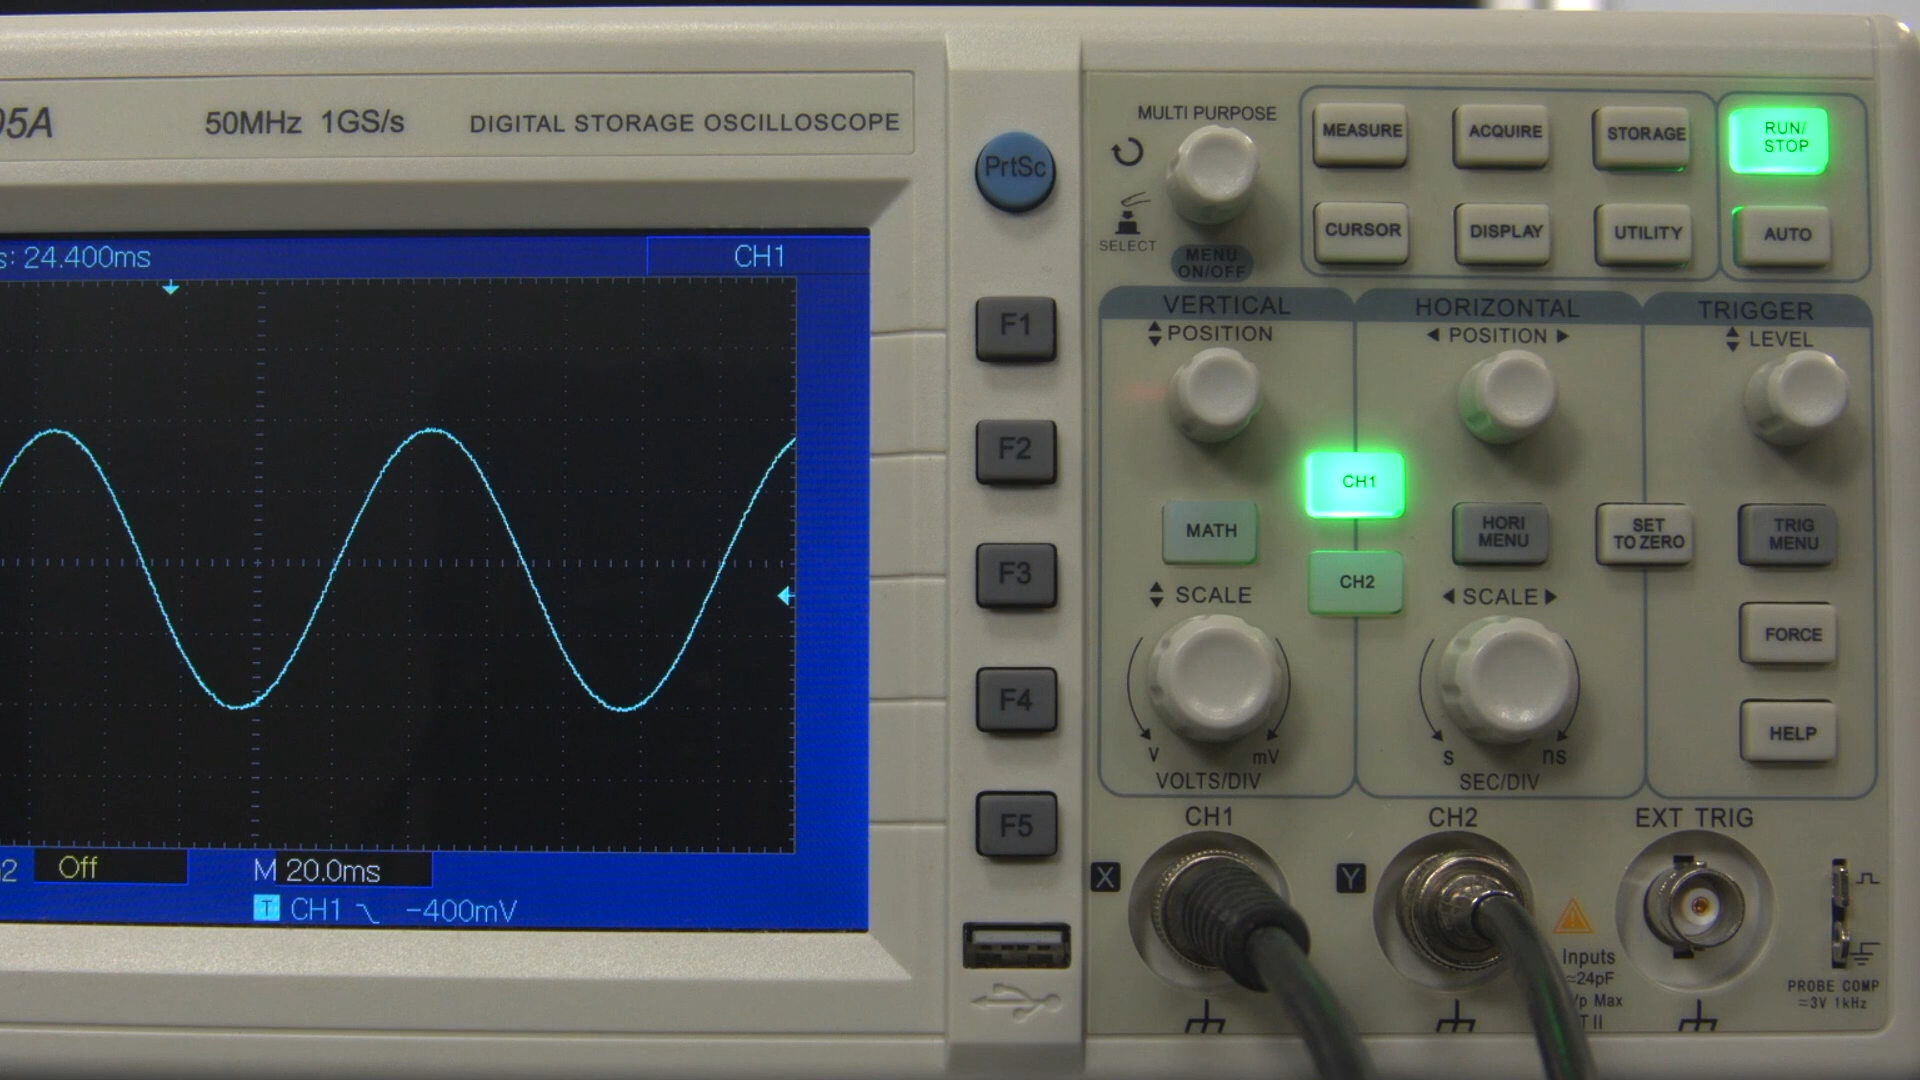 05A 50MHz 1GS/s DIGITAL STORAGE OSCILLOSCOPE
s: 24.400ms CH1
Off
M 20.0ms
T CH1 -400mV
PrtSc
F1
F2
F3
F4
F5
MULTI PURPOSE
SELECT
MENU
ON/OFF
MEASURE ACQUIRE STORAGE
RUN/
STOP
CURSOR DISPLAY UTILITY AUTO
VERTICAL HORIZONTAL TRIGGER
POSITION POSITION LEVEL
CH1
MATH
HORI
MENU
SET
TO ZERO
TRIG
MENU
CH2
SCALE SCALE
FORCE
HELP
V mV s ns
VOLTS/DIV SEC/DIV
CH1 CH2 EXT TRIG
X Y
Inputs
≈24pF
/p Max
T II
PROBE COMP
≈3V 1kHz